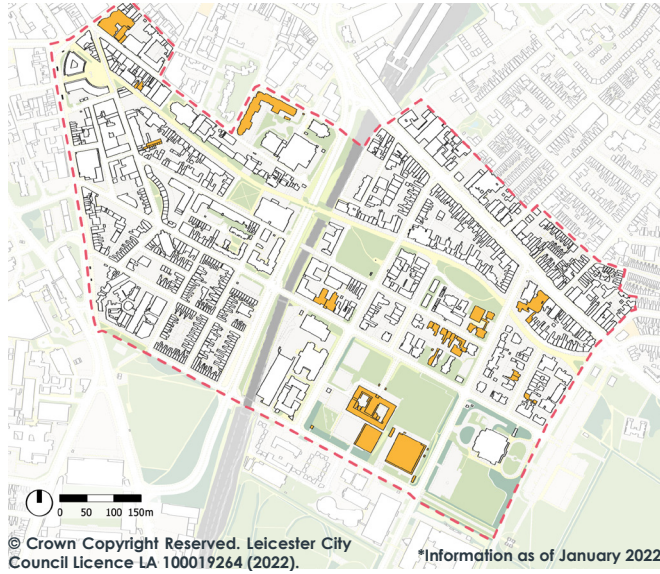 0 50 100 150m
© Crown Copyright Reserved. Leicester City
Council Licence LA 100019264 (2022).
*Information as of January 2022